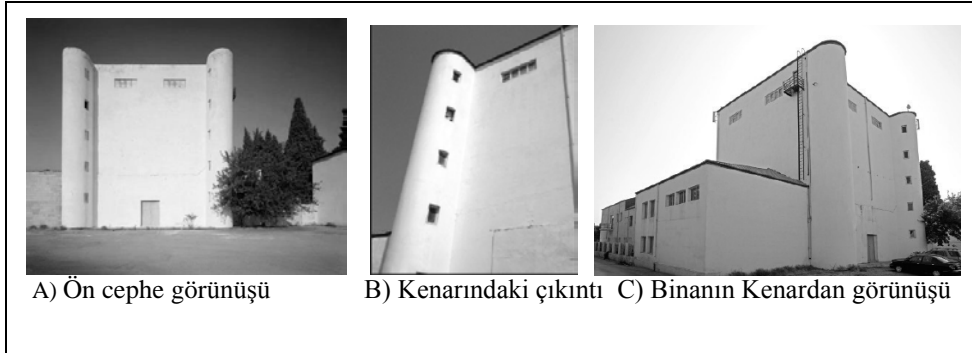 A) Ön cephe görünüşü B) Kenarındaki çıkıntı C) Binanın Kenardan görünüşü